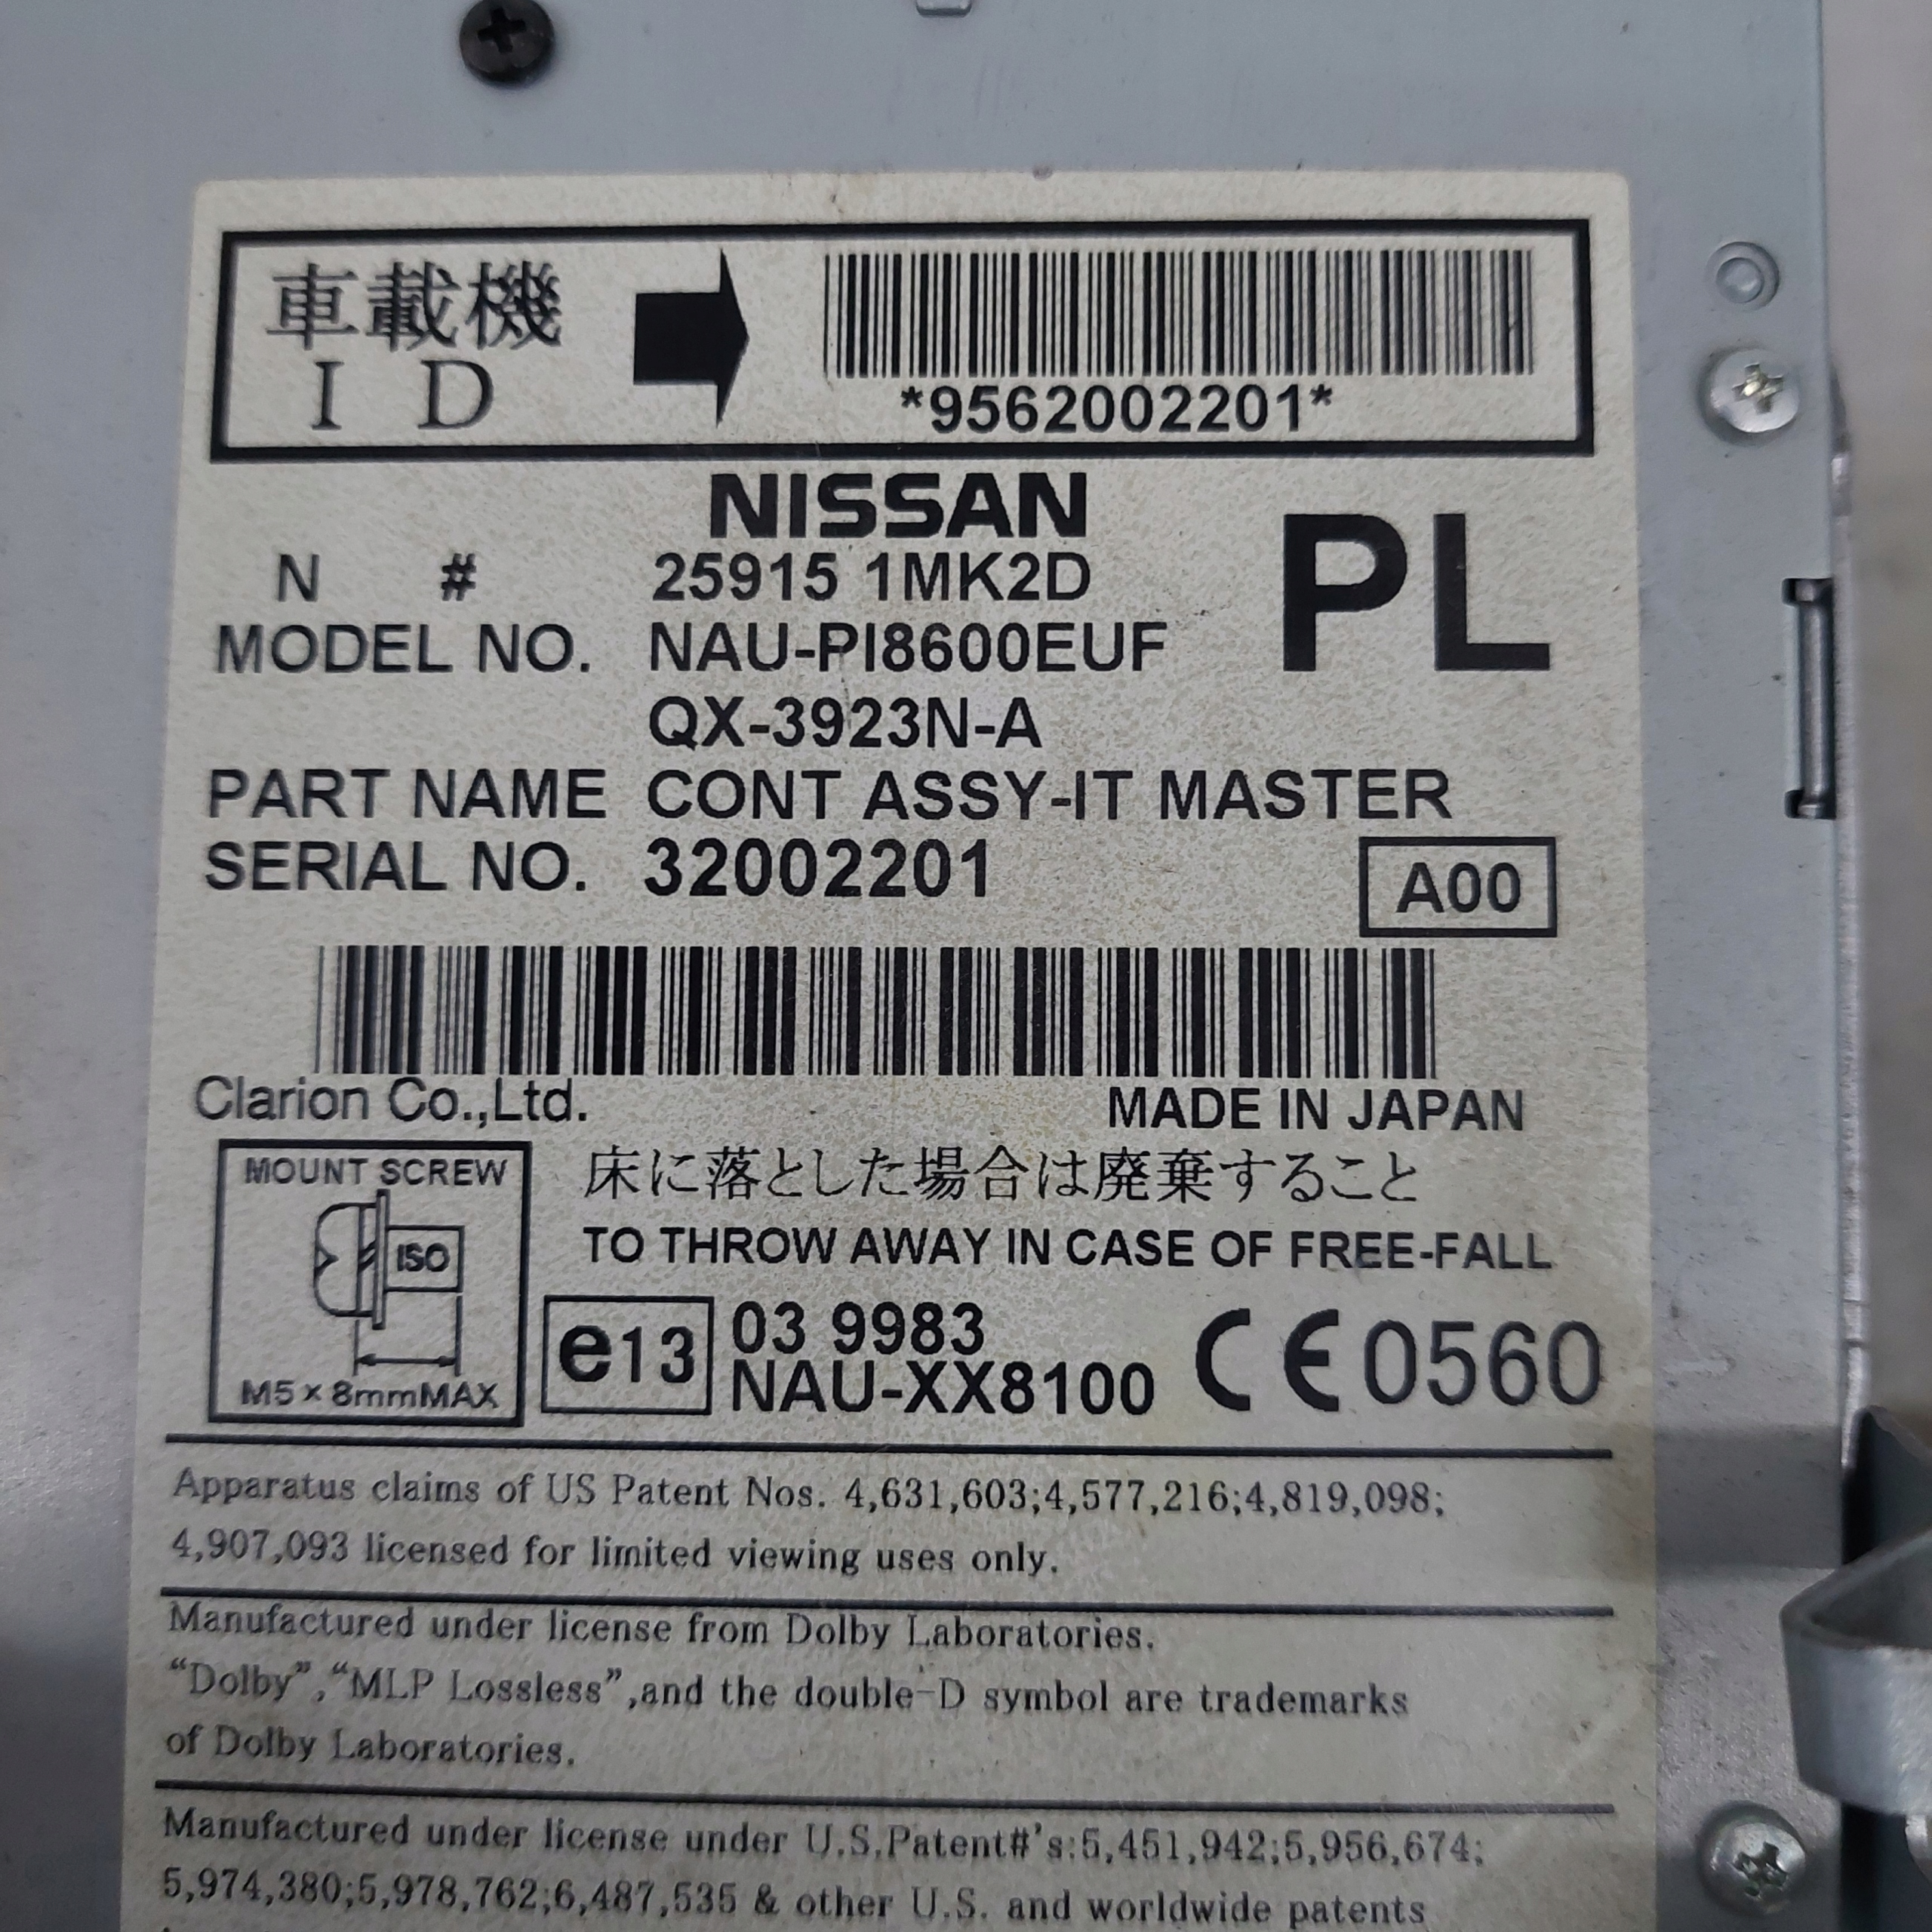 車載機
I D
*9562002201*
NISSAN
N # 25915 1MK2D
PL
MODEL NO. NAU-PI8600EUF
QX-3923N-A
PART NAME CONT ASSY-IT MASTER
SERIAL NO. 32002201
A00
Clarion Co.,Ltd.
MADE IN JAPAN
MOUNT SCREW
ISO
M5×8mmMAX
床に落とした場合は廃棄すること
TO THROW AWAY IN CASE OF FREE-FALL
e13
03 9983
NAU-XX8100
CE0560
Apparatus claims of US Patent Nos. 4,631,603;4,577,216;4,819,098;
4,907,093 licensed for limited viewing uses only.
Manufactured under license from Dolby Laboratories.
“Dolby”,“MLP Lossless”,and the double-D symbol are trademarks
of Dolby Laboratories.
Manufactured under license under U.S.Patent#'s:5,451,942;5,956,674;
5,974,380;5,978,762;6,487,535 & other U.S. and worldwide patents